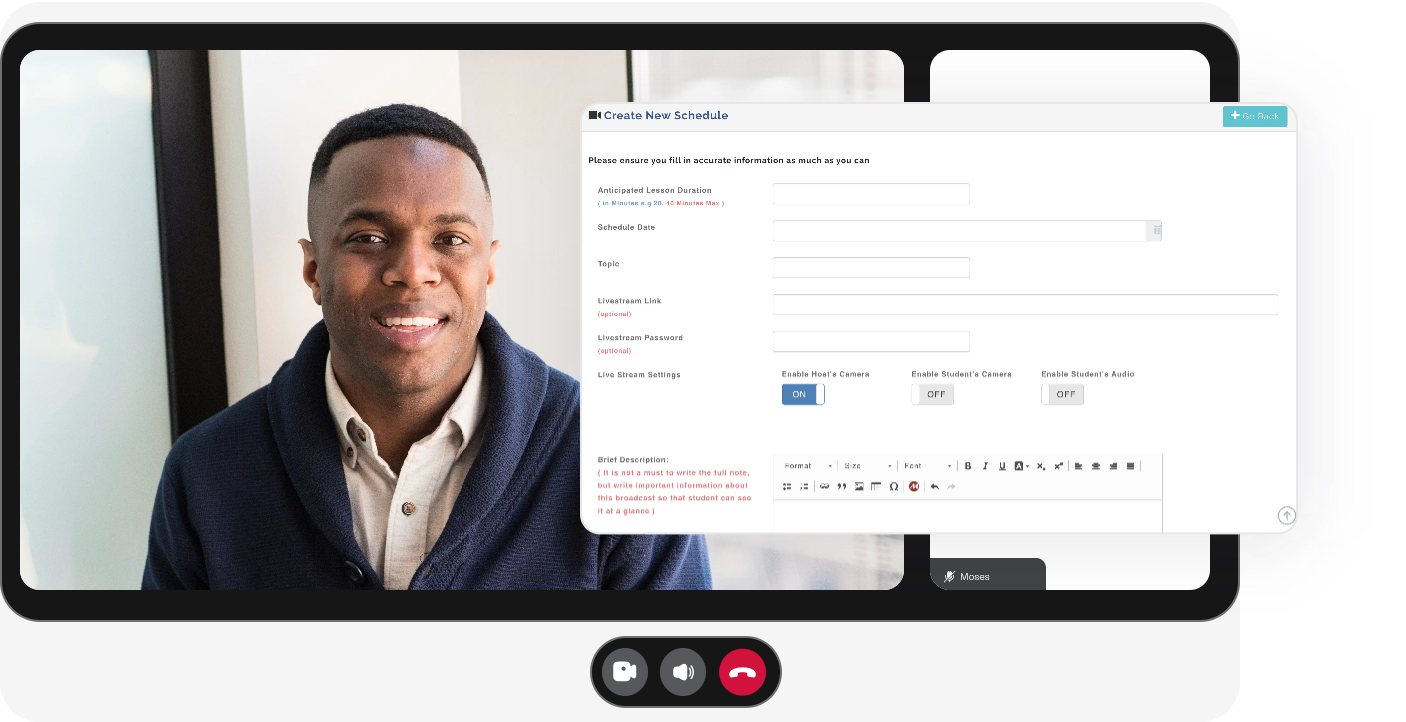 Create New Schedule
Go Back
Please ensure you fill in accurate information as much as you can
Anticipated Lesson Duration
( in Minutes e.g 20. 40 Minutes Max )
Schedule Date
Topic
Livestream Link
(optional)
Livestream Password
(optional)
Live Stream Settings
Enable Host's Camera
Enable Student's Camera
Enable Student's Audio
ON
OFF
OFF
Brief Description:
( It is not a must to write the full note,
but write important information about
this broadcast so that student can see
it at a glance )
Format
Size
Font
B I U A x x
Ω
Moses